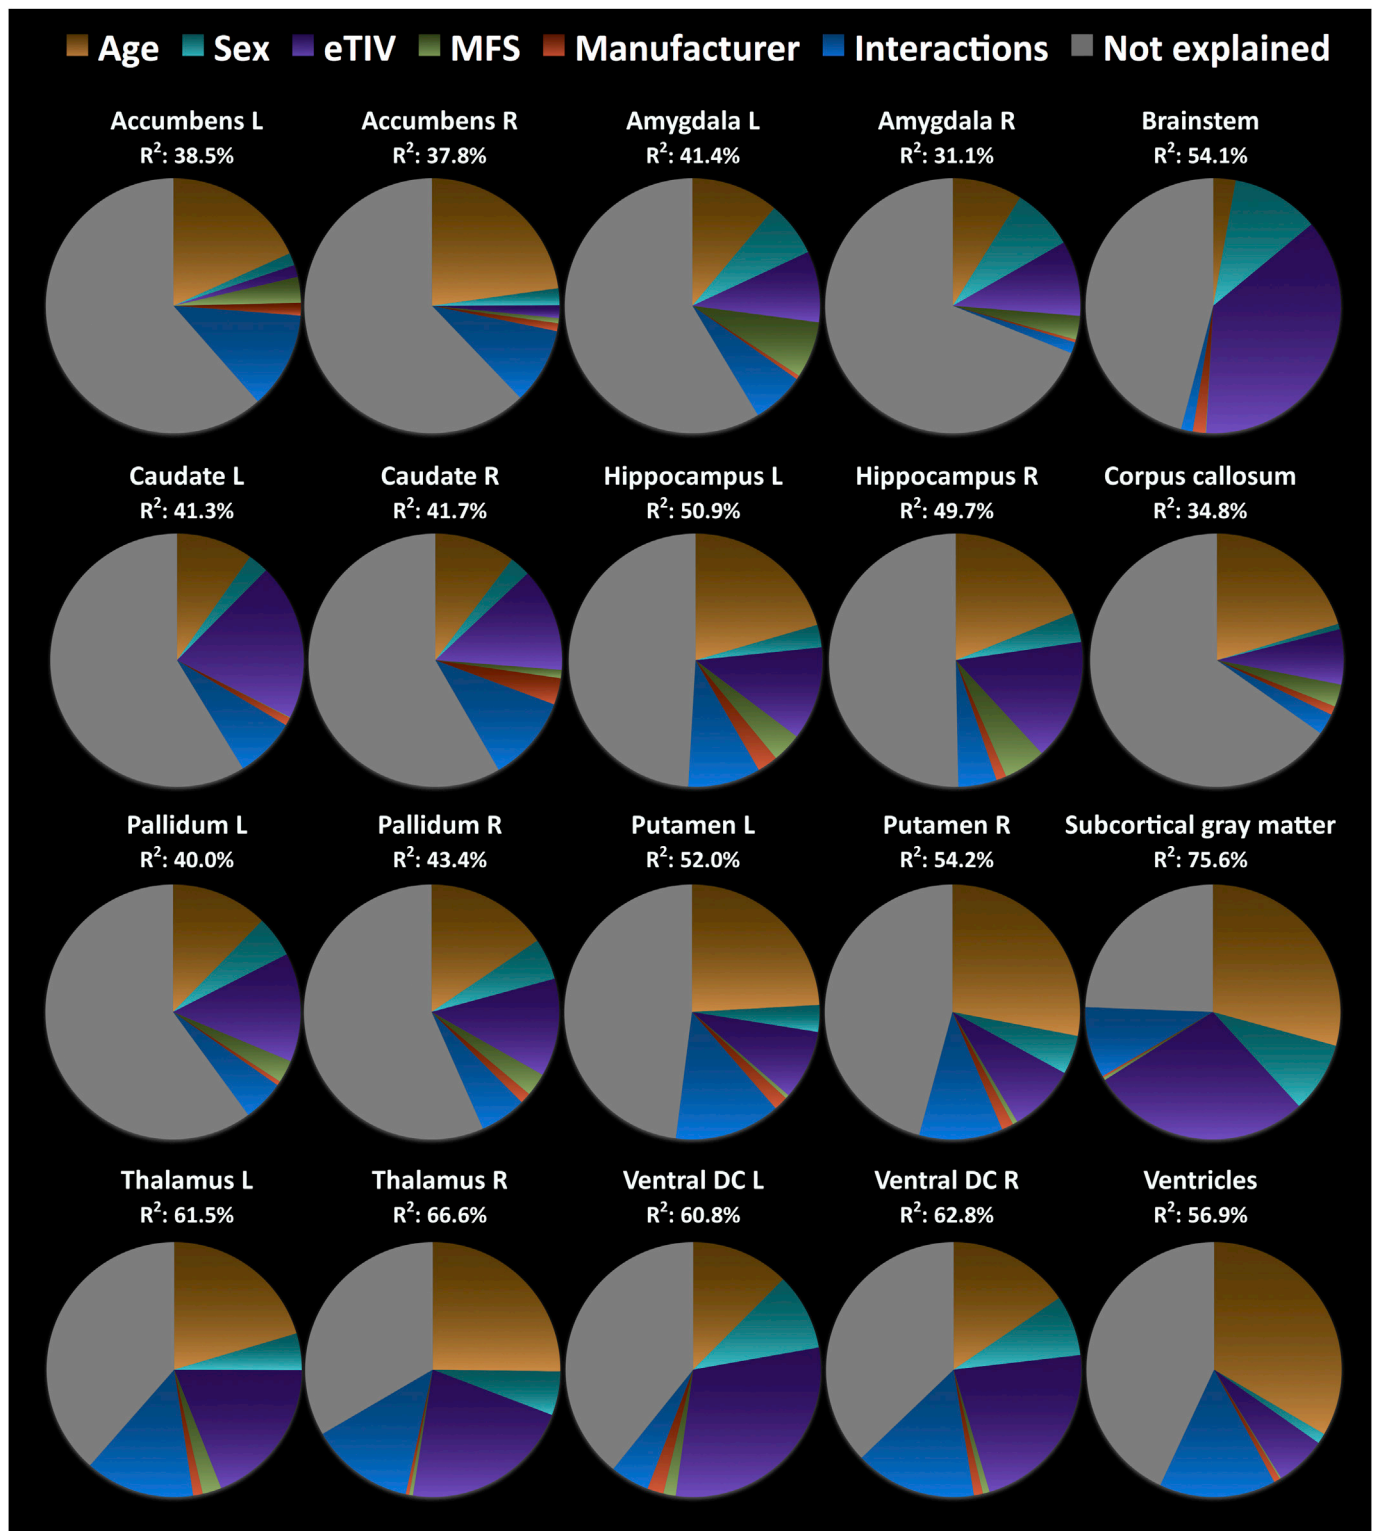 Age Sex eTIV MFS Manufacturer Interactions Not explained
Accumbens L Accumbens R Amygdala L Amygdala R Brainstem
R²: 38.5% R²: 37.8% R²: 41.4% R²: 31.1% R²: 54.1%
Caudate L Caudate R Hippocampus L Hippocampus R Corpus callosum
R²: 41.3% R²: 41.7% R²: 50.9% R²: 49.7% R²: 34.8%
Pallidum L Pallidum R Putamen L Putamen R Subcortical gray matter
R²: 40.0% R²: 43.4% R²: 52.0% R²: 54.2% R²: 75.6%
Thalamus L Thalamus R Ventral DC L Ventral DC R Ventricles
R²: 61.5% R²: 66.6% R²: 60.8% R²: 62.8% R²: 56.9%